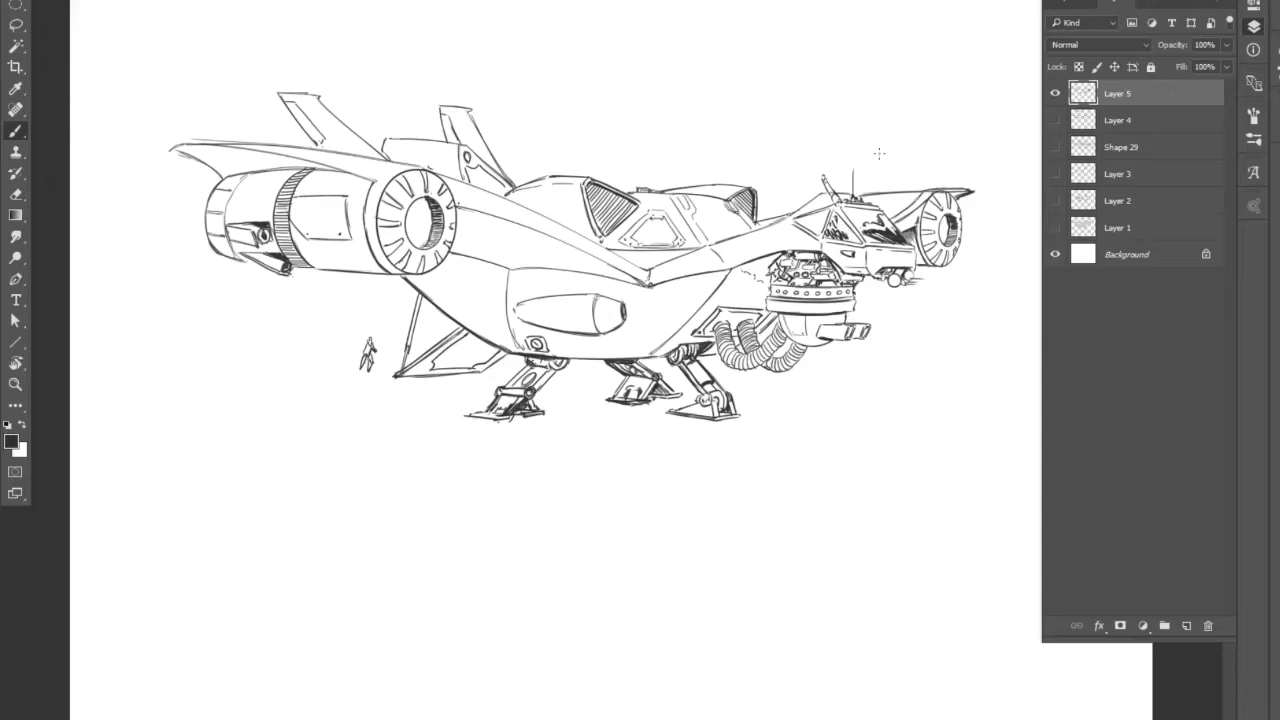 Kind
Normal Opacity: 100%
Lock: Fill: 100%
Layer 5
Layer 4
Shape 29
Layer 3
Layer 2
Layer 1
Background
fx